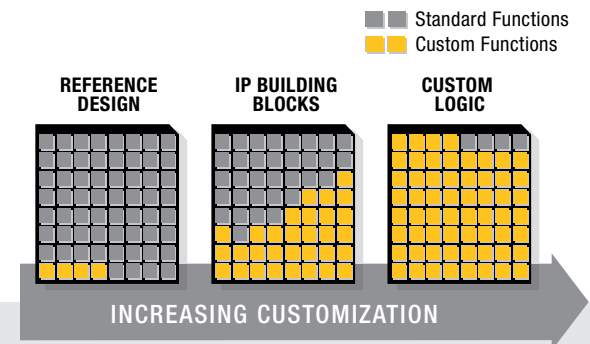 Standard Functions
Custom Functions
REFERENCE
DESIGN
IP BUILDING
BLOCKS
CUSTOM
LOGIC
INCREASING CUSTOMIZATION